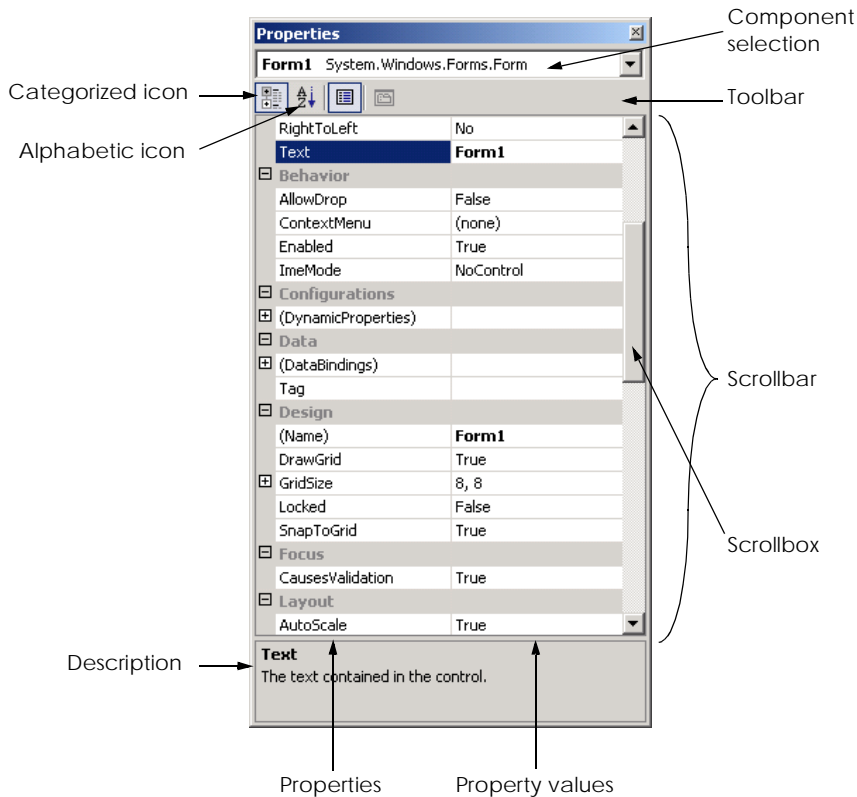 Component
selection
Properties
Form1 System.Windows.Forms.Form
Categorized icon
Toolbar
Alphabetic icon
RightToLeft No
Text Form1
Behavior
AllowDrop False
ContextMenu (none)
Enabled True
ImeMode NoControl
Configurations
(DynamicProperties)
Data
(DataBindings)
Tag
Scrollbar
Design
(Name) Form1
DrawGrid True
GridSize 8, 8
Locked False
SnapToGrid True
Scrollbox
Focus
CausesValidation True
Layout
AutoScale True
Description
Text
The text contained in the control.
Properties
Property values